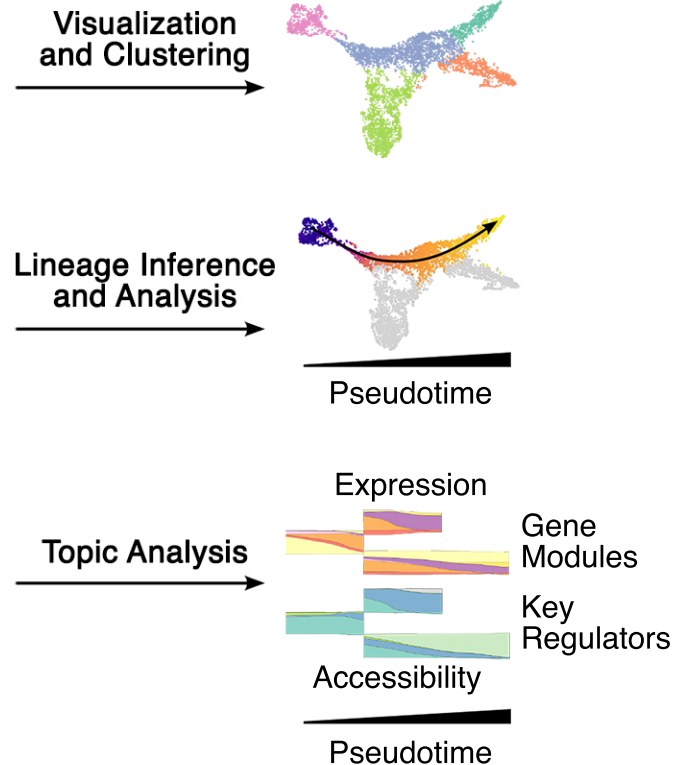 Visualization
and Clustering
Lineage Inference
and Analysis
Pseudotime
Topic Analysis
Expression
Gene
Modules
Key
Regulators
Accessibility
Pseudotime